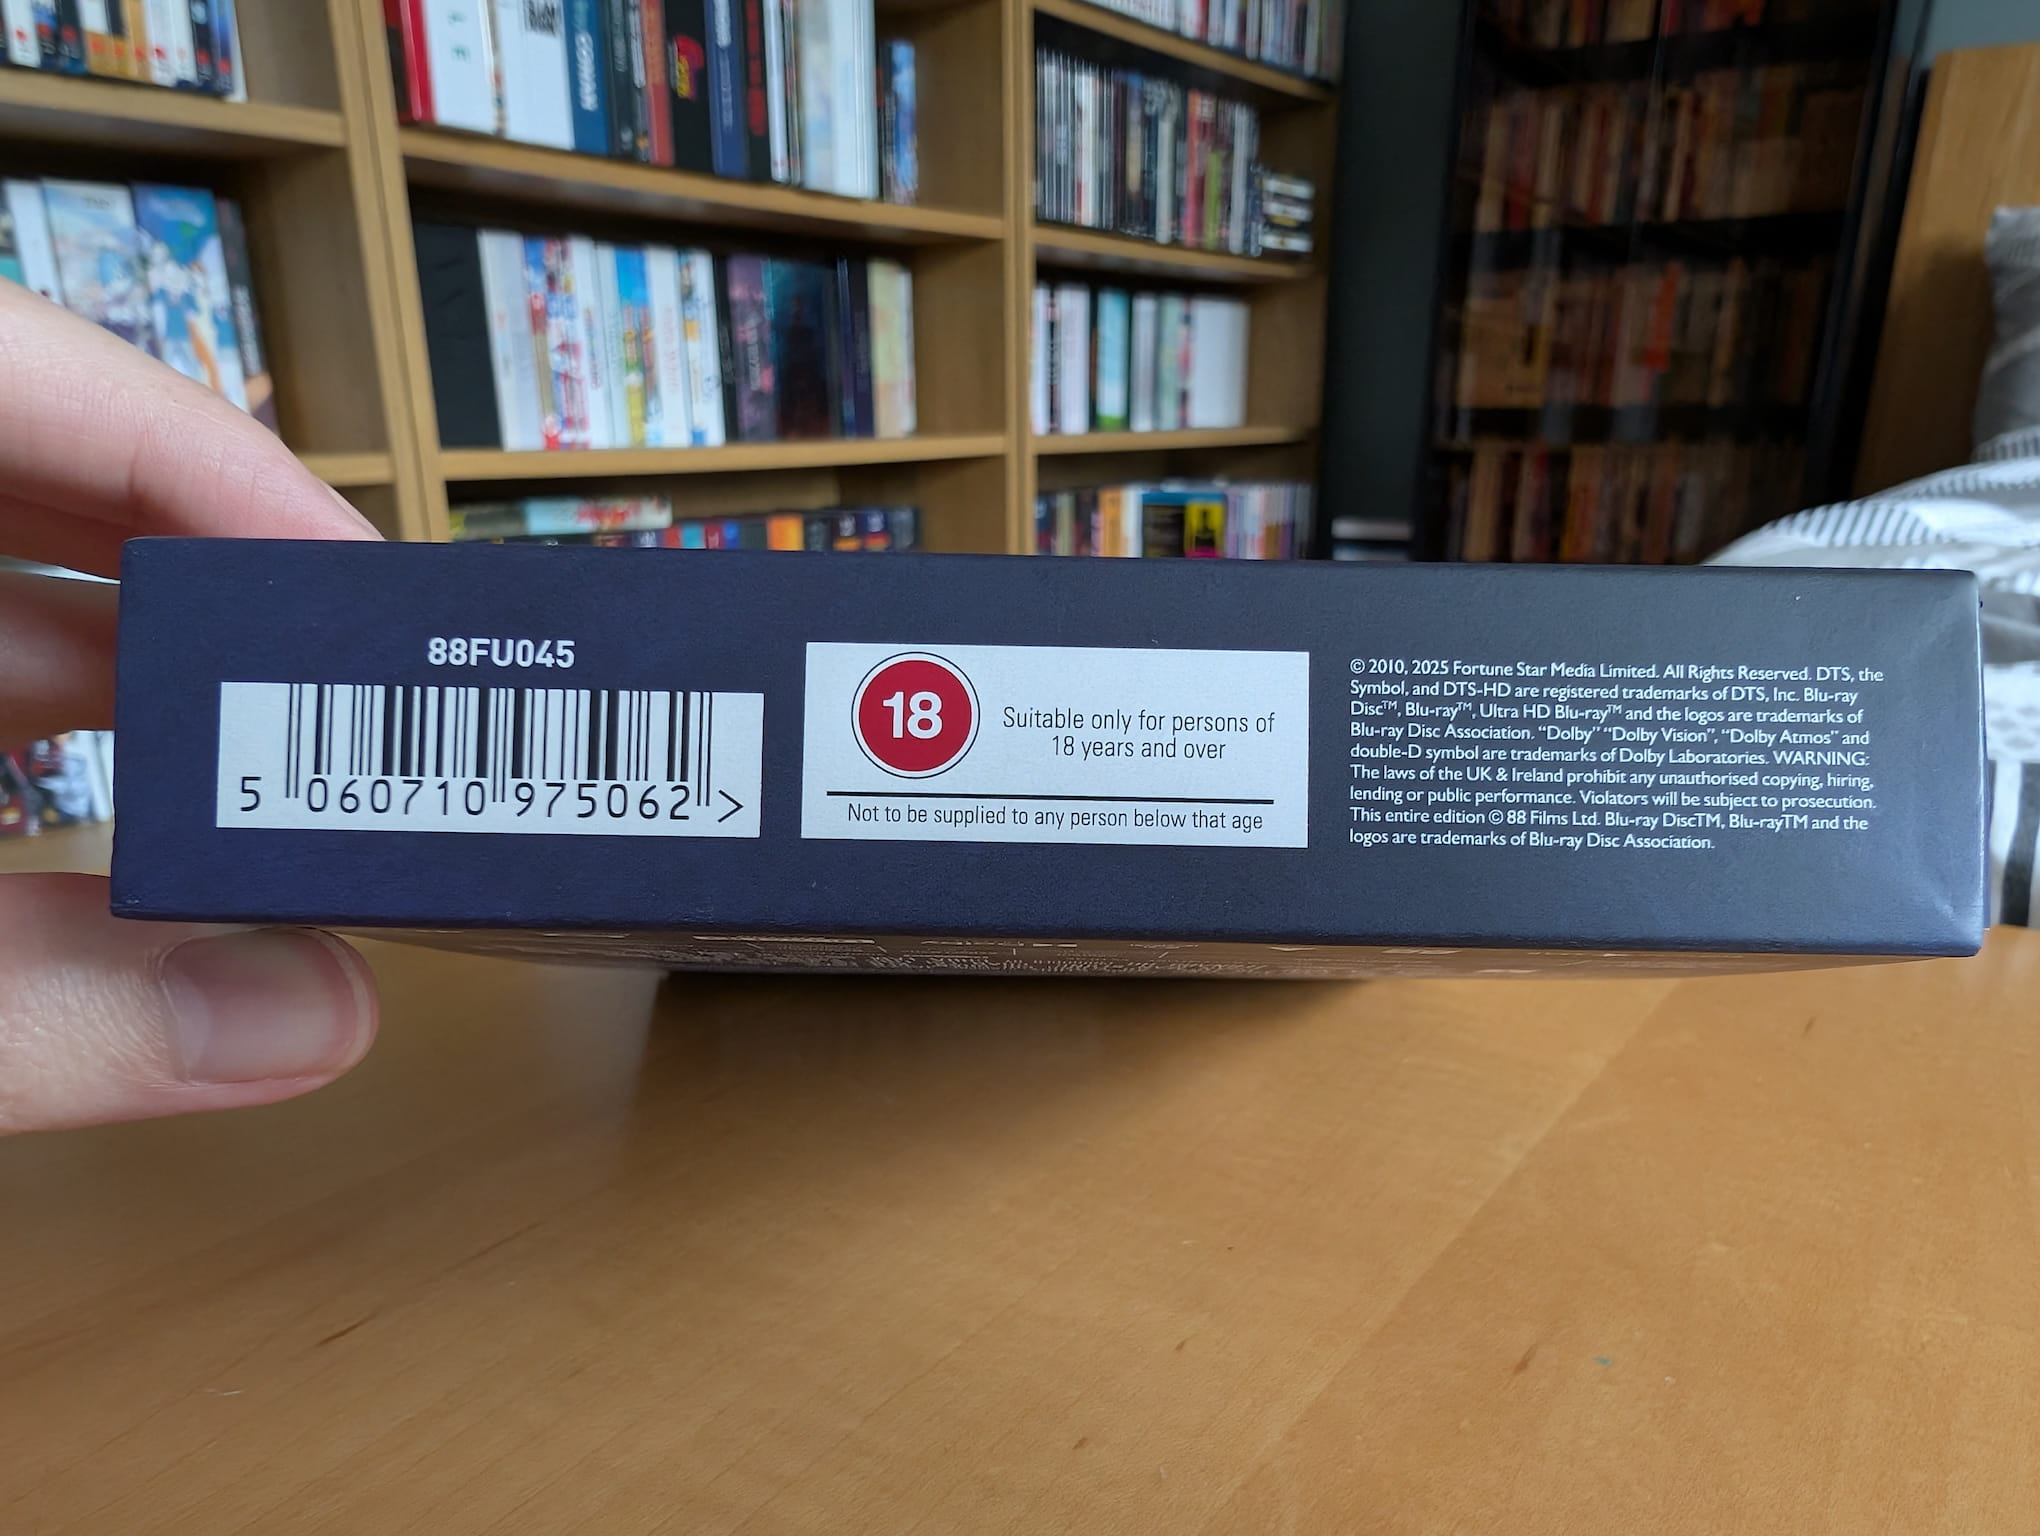 88FU045
5 060710 975062 >
18
Suitable only for persons of
18 years and over
Not to be supplied to any person below that age
© 2010, 2025 Fortune Star Media Limited. All Rights Reserved. DTS, the
Symbol, and DTS-HD are registered trademarks of DTS, Inc. Blu-ray
Disc™, Blu-ray™, Ultra HD Blu-ray™ and the logos are trademarks of
Blu-ray Disc Association. “Dolby” “Dolby Vision”, “Dolby Atmos” and
double-D symbol are trademarks of Dolby Laboratories. WARNING:
The laws of the UK & Ireland prohibit any unauthorised copying, hiring,
lending or public performance. Violators will be subject to prosecution.
This entire edition © 88 Films Ltd. Blu-ray DiscTM, Blu-rayTM and the
logos are trademarks of Blu-ray Disc Association.